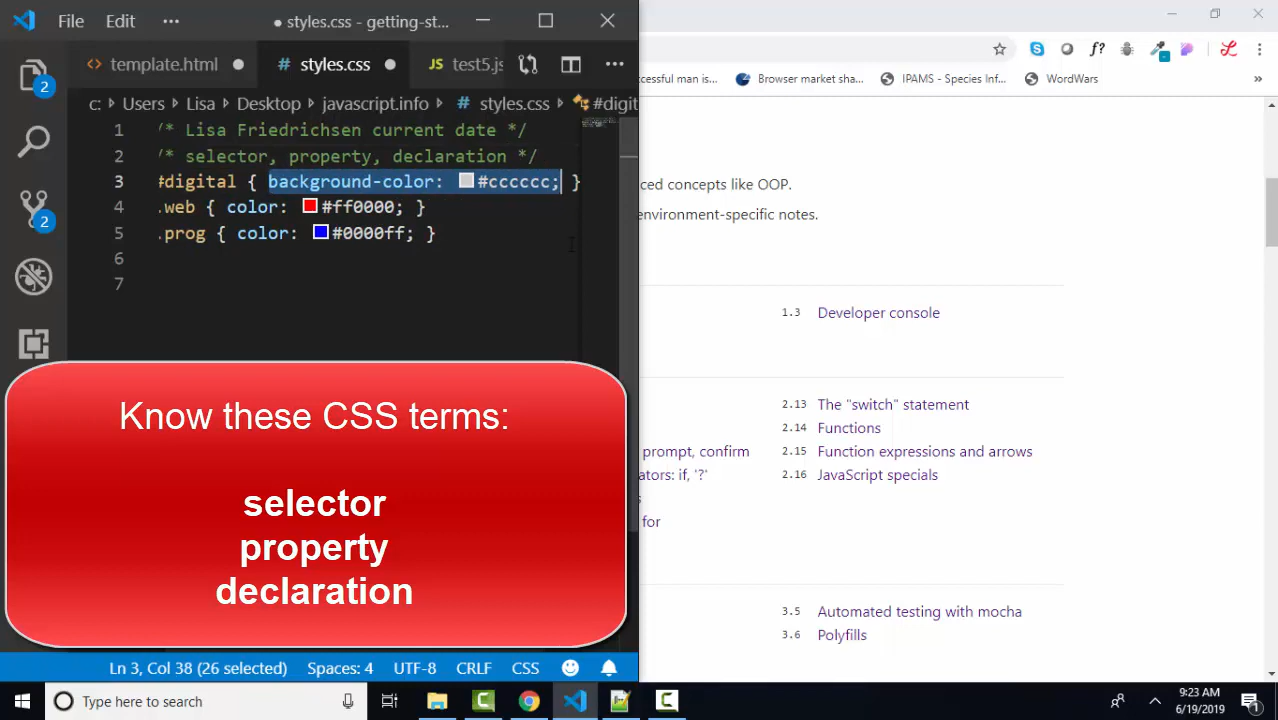 File Edit ··· ● styles.css - getting-st...
<> template.html ● # styles.css ● JS test5.js ···
c: > Users > Lisa > Desktop > javascript.info > # styles.css > #digit
1 /* Lisa Friedrichsen current date */
2 /* selector, property, declaration */
3 #digital { background-color: #cccccc; }
4 .web { color: #ff0000; }
5 .prog { color: #0000ff; }
6
7
2
2
Know these CSS terms:
selector
property
declaration
Ln 3, Col 38 (26 selected) Spaces: 4 UTF-8 CRLF CSS
f?
cessful man is... Browser market sha... IPAMS - Species Inf... WordWars »
ced concepts like OOP.
environment-specific notes.
1.3 Developer console
2.13 The "switch" statement
2.14 Functions
prompt, confirm 2.15 Function expressions and arrows
ators: if, '?' 2.16 JavaScript specials
s
for
3.5 Automated testing with mocha
3.6 Polyfills
Type here to search
9:23 AM
6/19/2019
1